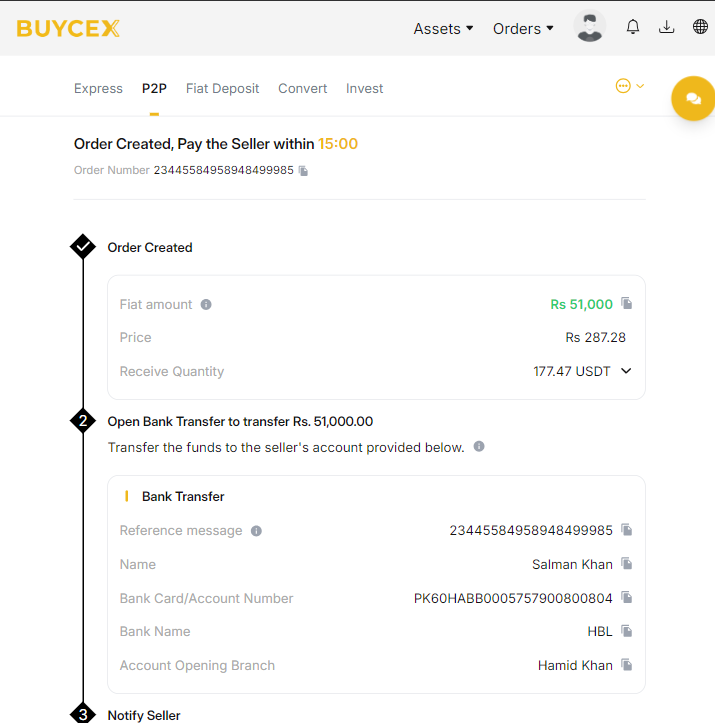 BUYCEX
Assets Orders
Express P2P Fiat Deposit Convert Invest
Order Created, Pay the Seller within 15:00
Order Number 23445584958948499985
Order Created
Fiat amount Rs 51,000
Price Rs 287.28
Receive Quantity 177.47 USDT
2 Open Bank Transfer to transfer Rs. 51,000.00
Transfer the funds to the seller's account provided below.
Bank Transfer
Reference message 23445584958948499985
Name Salman Khan
Bank Card/Account Number PK60HABB0005757900800804
Bank Name HBL
Account Opening Branch Hamid Khan
3 Notify Seller